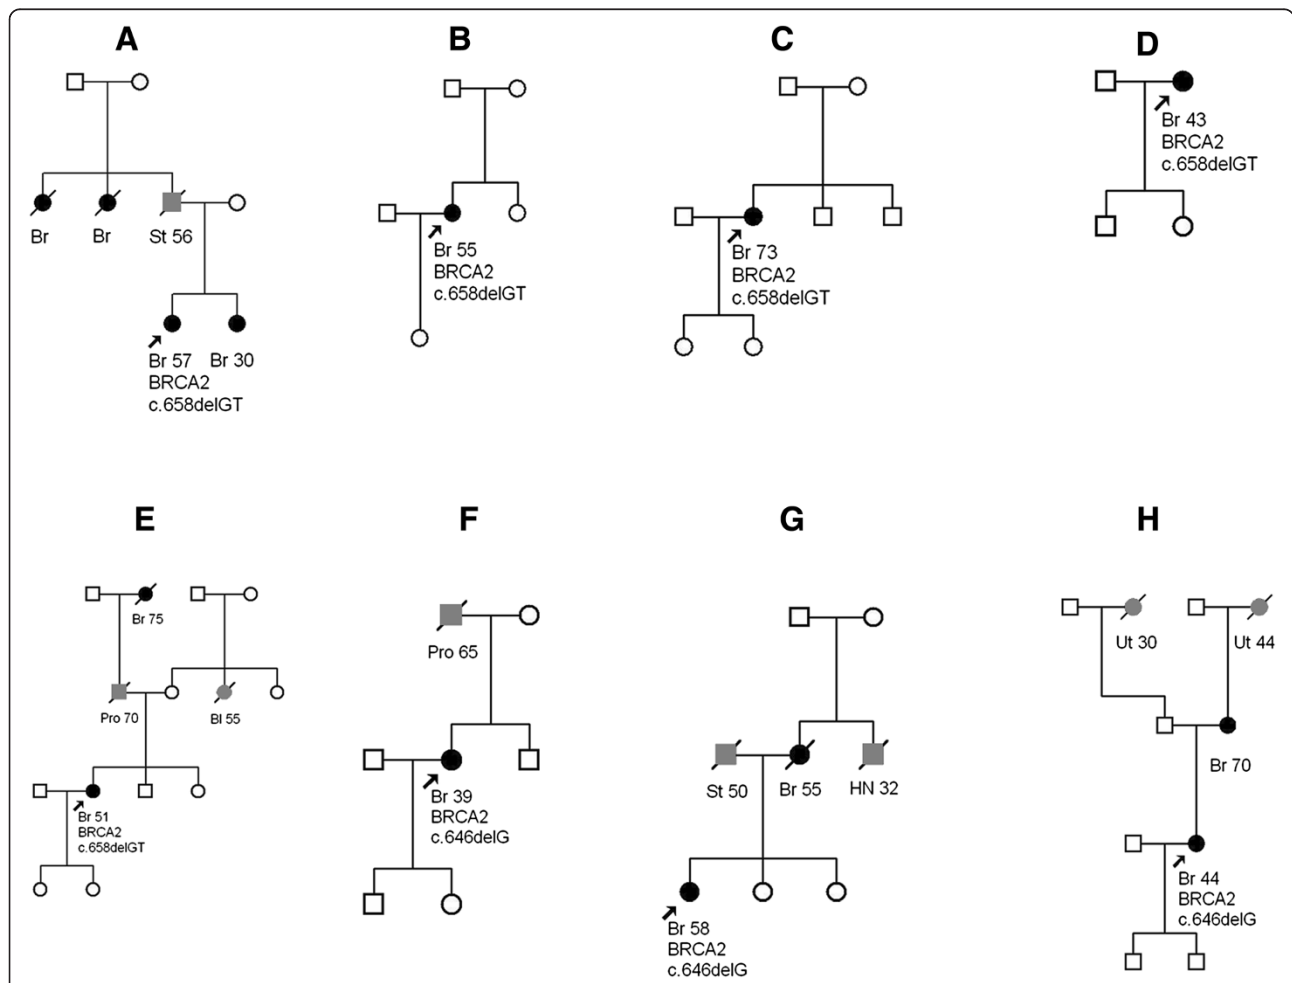 A
B
C
D
Br
Br
St 56
Br 57
Br 30
BRCA2
c.658delGT
Br 55
BRCA2
c.658delGT
Br 73
BRCA2
c.658delGT
Br 43
BRCA2
c.658delGT
E
F
G
H
Br 75
Pro 70
Bl 55
Br 51
BRCA2
c.658delGT
Pro 65
Br 39
BRCA2
c.646delG
St 50
Br 55
HN 32
Br 58
BRCA2
c.646delG
Ut 30
Ut 44
Br 70
Br 44
BRCA2
c.646delG